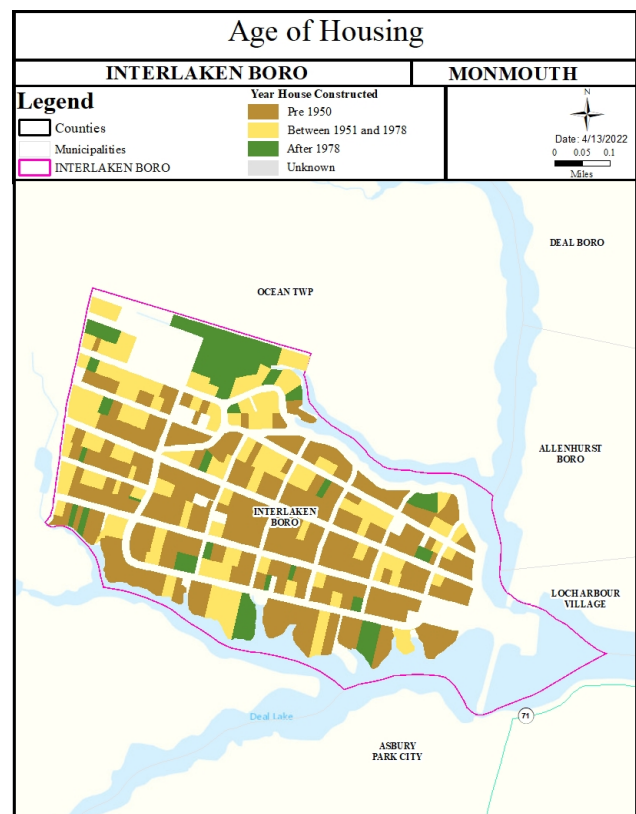 Age of Housing
INTERLAKEN BORO
MONMOUTH
Legend
Counties
Municipalities
INTERLAKEN BORO
Year House Constructed
Pre 1950
Between 1951 and 1978
After 1978
Unknown
N
Date: 4/13/2022
0 0.05 0.1
Miles
DEAL BORO
OCEAN TWP
ALLENHURST
BORO
INTERLAKEN
BORO
LOCHARBOUR
VILLAGE
71
Deal Lake
ASBURY
PARK CITY